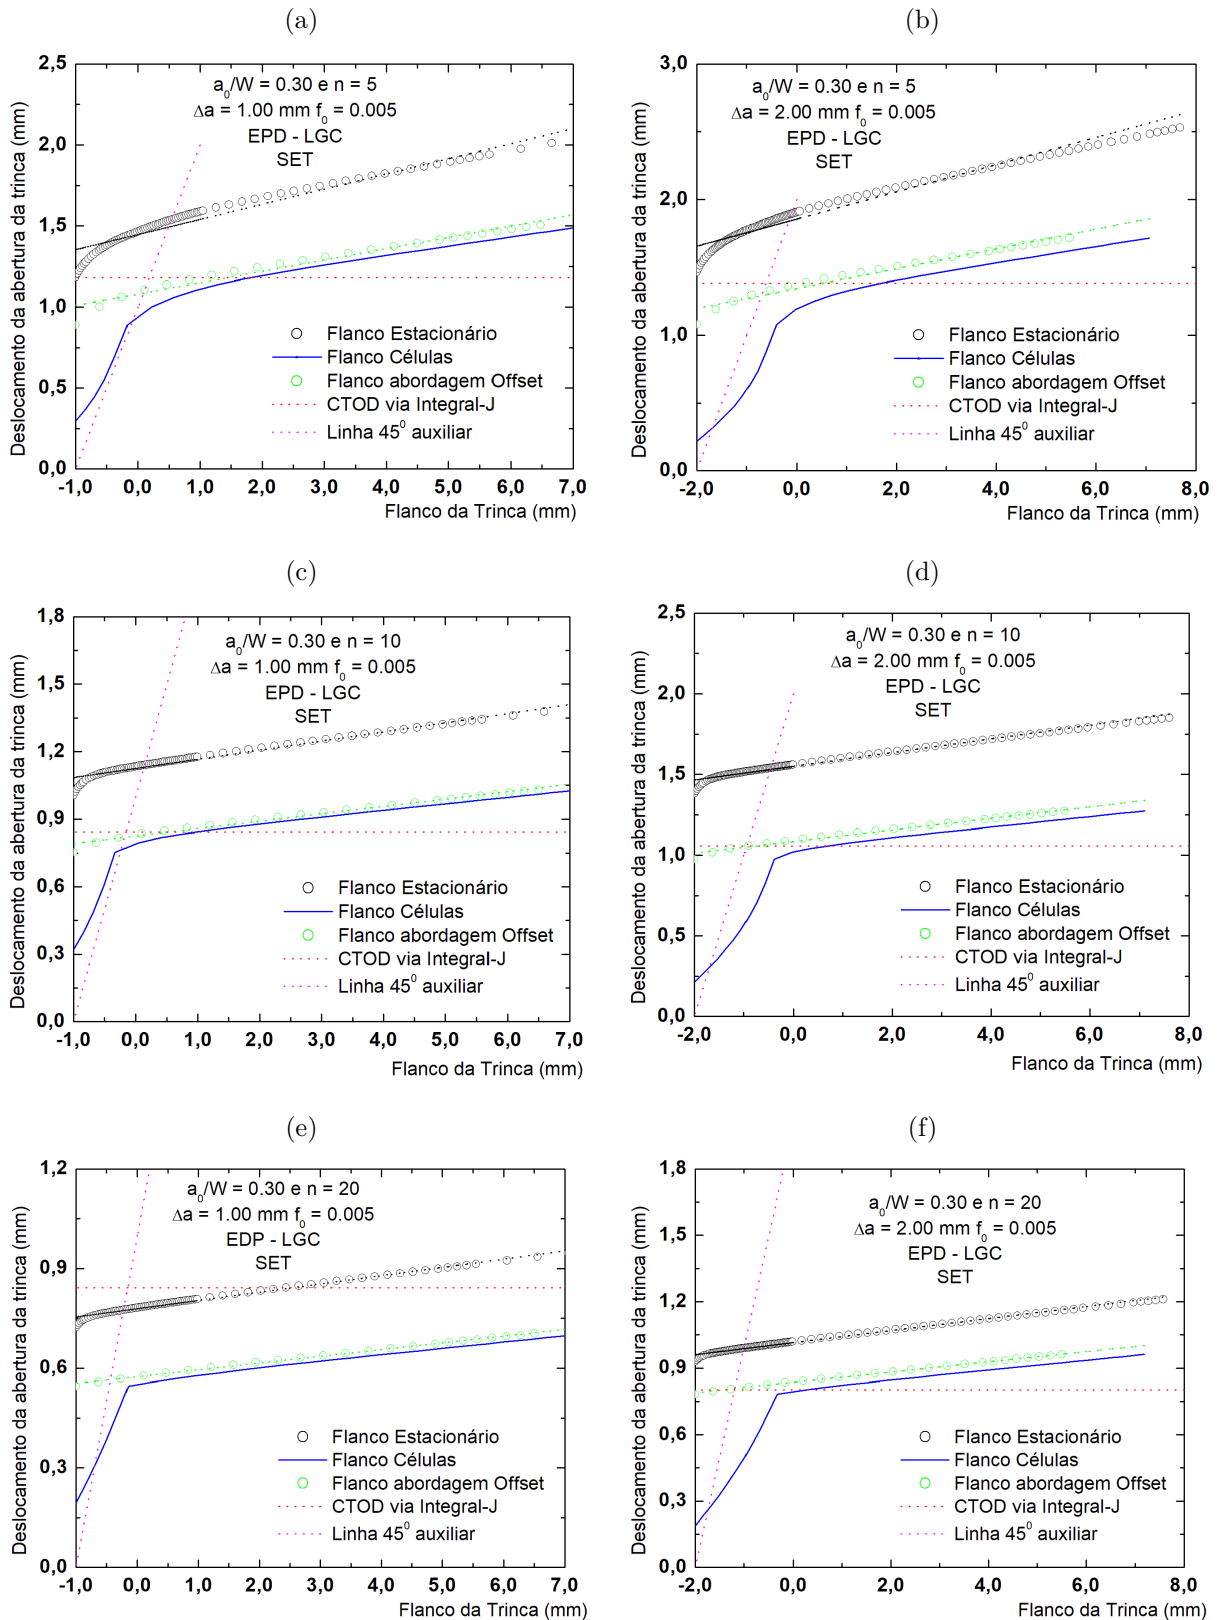 (a)
Deslocamento da abertura da trinca (mm)
2,5
2,0
1,5
1,0
0,5
0,0
a0/W = 0.30 e n = 5
Δa = 1.00 mm f0 = 0.005
EPD - LGC
SET
Flanco Estacionário
Flanco Células
Flanco abordagem Offset
CTOD via Integral-J
Linha 45⁰ auxiliar
-1,0 0,0 1,0 2,0 3,0 4,0 5,0 6,0 7,0
Flanco da Trinca (mm)
(b)
Deslocamento da abertura da trinca (mm)
3,0
2,0
1,0
0,0
a0/W = 0.30 e n = 5
Δa = 2.00 mm f0 = 0.005
EPD - LGC
SET
Flanco Estacionário
Flanco Células
Flanco abordagem Offset
CTOD via Integral-J
Linha 45⁰ auxiliar
-2,0 0,0 2,0 4,0 6,0 8,0
Flanco da Trinca (mm)
(c)
Deslocamento da abertura da trinca (mm)
1,8
1,5
1,2
0,9
0,6
0,3
0,0
a0/W = 0.30 e n = 10
Δa = 1.00 mm f0 = 0.005
EPD - LGC
SET
Flanco Estacionário
Flanco Células
Flanco abordagem Offset
CTOD via Integral-J
Linha 45⁰ auxiliar
-1,0 0,0 1,0 2,0 3,0 4,0 5,0 6,0 7,0
Flanco da Trinca (mm)
(d)
Deslocamento da abertura da trinca (mm)
2,5
2,0
1,5
1,0
0,5
0,0
a0/W = 0.30 e n = 10
Δa = 2.00 mm f0 = 0.005
EPD - LGC
SET
Flanco Estacionário
Flanco Células
Flanco abordagem Offset
CTOD via Integral-J
Linha 45⁰ auxiliar
-2,0 0,0 2,0 4,0 6,0 8,0
Flanco da Trinca (mm)
(e)
Deslocamento da abertura da trinca (mm)
1,2
0,9
0,6
0,3
0,0
a0/W = 0.30 e n = 20
Δa = 1.00 mm f0 = 0.005
EDP - LGC
SET
Flanco Estacionário
Flanco Células
Flanco abordagem Offset
CTOD via Integral-J
Linha 45⁰ auxiliar
-1,0 0,0 1,0 2,0 3,0 4,0 5,0 6,0 7,0
Flanco da Trinca (mm)
(f)
Deslocamento da abertura da trinca (mm)
1,8
1,5
1,2
0,9
0,6
0,3
0,0
a0/W = 0.30 e n = 20
Δa = 2.00 mm f0 = 0.005
EPD - LGC
SET
Flanco Estacionário
Flanco Células
Flanco abordagem Offset
CTOD via Integral-J
Linha 45⁰ auxiliar
-2,0 0,0 2,0 4,0 6,0 8,0
Flanco da Trinca (mm)